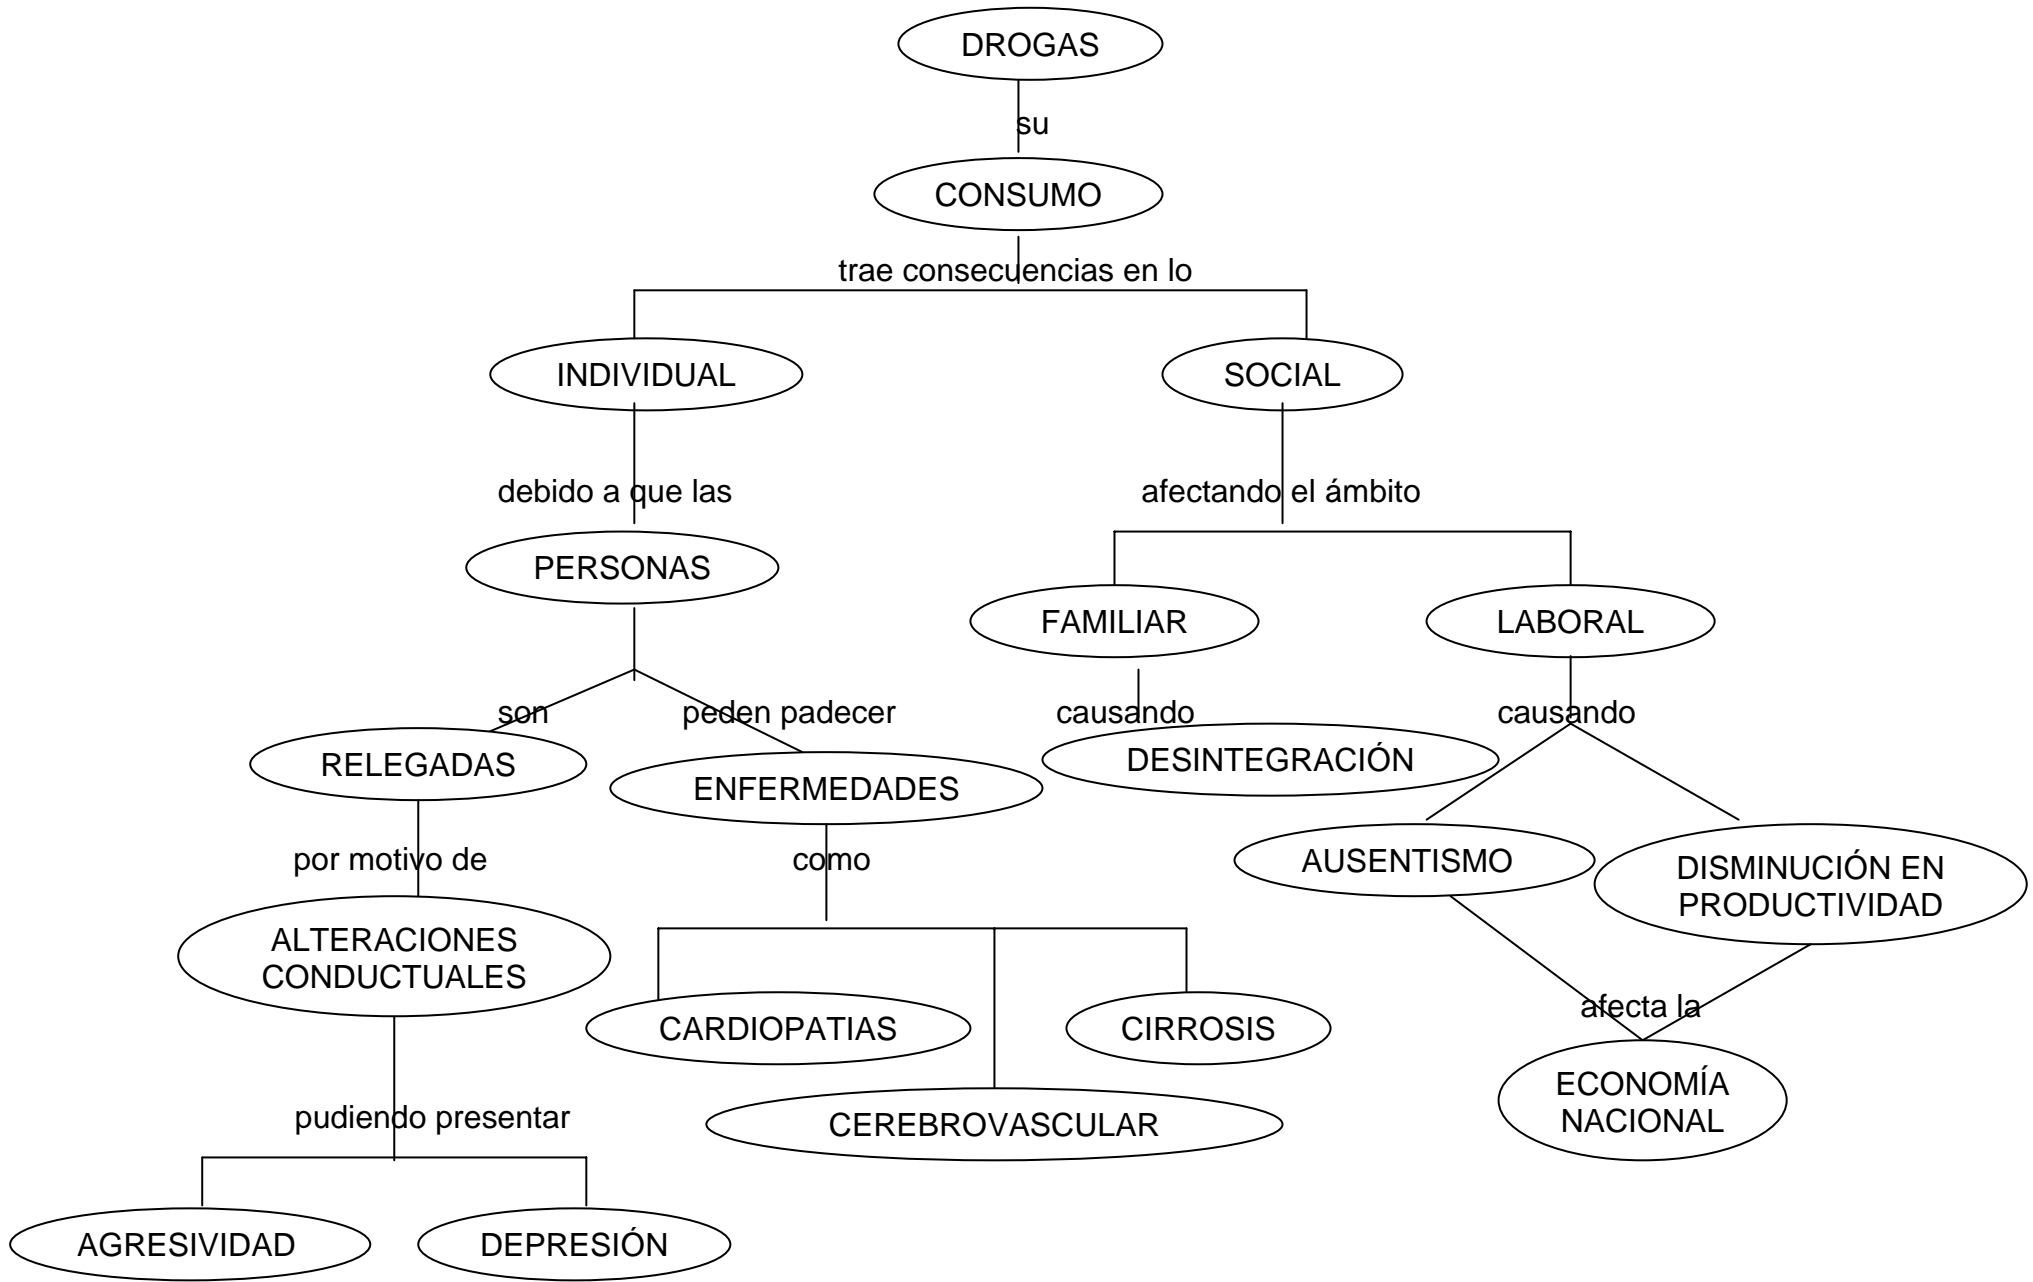 DROGAS
su
CONSUMO
trae consecuencias en lo
INDIVIDUAL
SOCIAL
debido a que las
afectando el ámbito
PERSONAS
FAMILIAR
LABORAL
son
peden padecer
causando
causando
RELEGADAS
ENFERMEDADES
DESINTEGRACIÓN
por motivo de
como
AUSENTISMO
DISMINUCIÓN EN
PRODUCTIVIDAD
ALTERACIONES
CONDUCTUALES
CARDIOPATIAS
CIRROSIS
afecta la
CEREBROVASCULAR
ECONOMÍA
NACIONAL
pudiendo presentar
AGRESIVIDAD
DEPRESIÓN